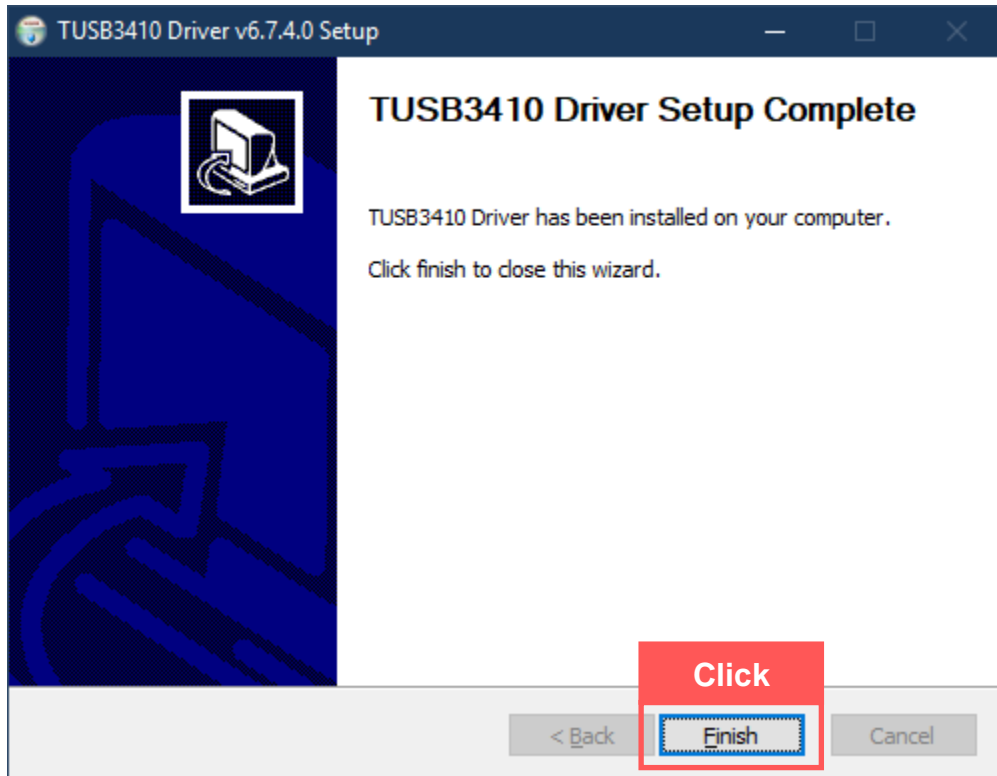 TUSB3410 Driver v6.7.4.0 Setup
TUSB3410 Driver Setup Complete
TUSB3410 Driver has been installed on your computer.
Click finish to close this wizard.
Click
< Back
Finish
Cancel